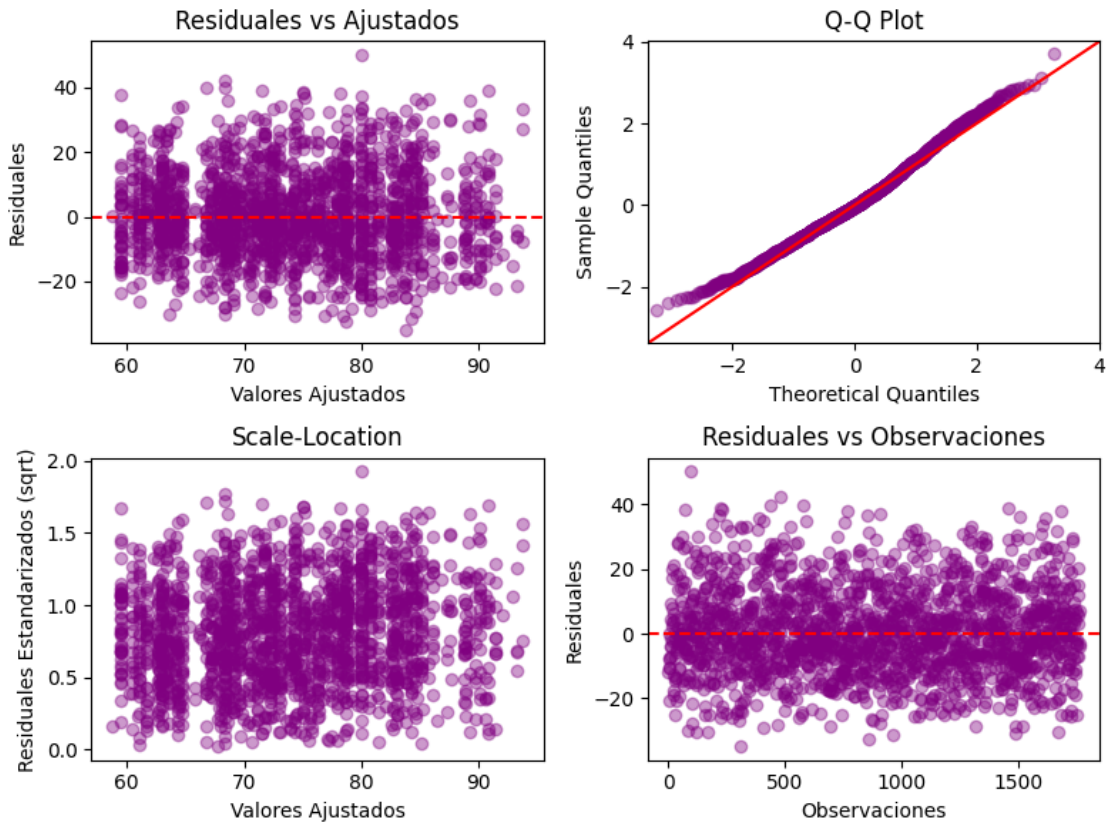 Residuales vs Ajustados
40
20
0
−20
Residuales
60
70
80
90
Valores Ajustados
Q-Q Plot
4
2
0
−2
Sample Quantiles
−2
0
2
4
Theoretical Quantiles
Scale-Location
2.0
1.5
1.0
0.5
0.0
Residuales Estandarizados (sqrt)
60
70
80
90
Valores Ajustados
Residuales vs Observaciones
40
20
0
−20
Residuales
0
500
1000
1500
Observaciones